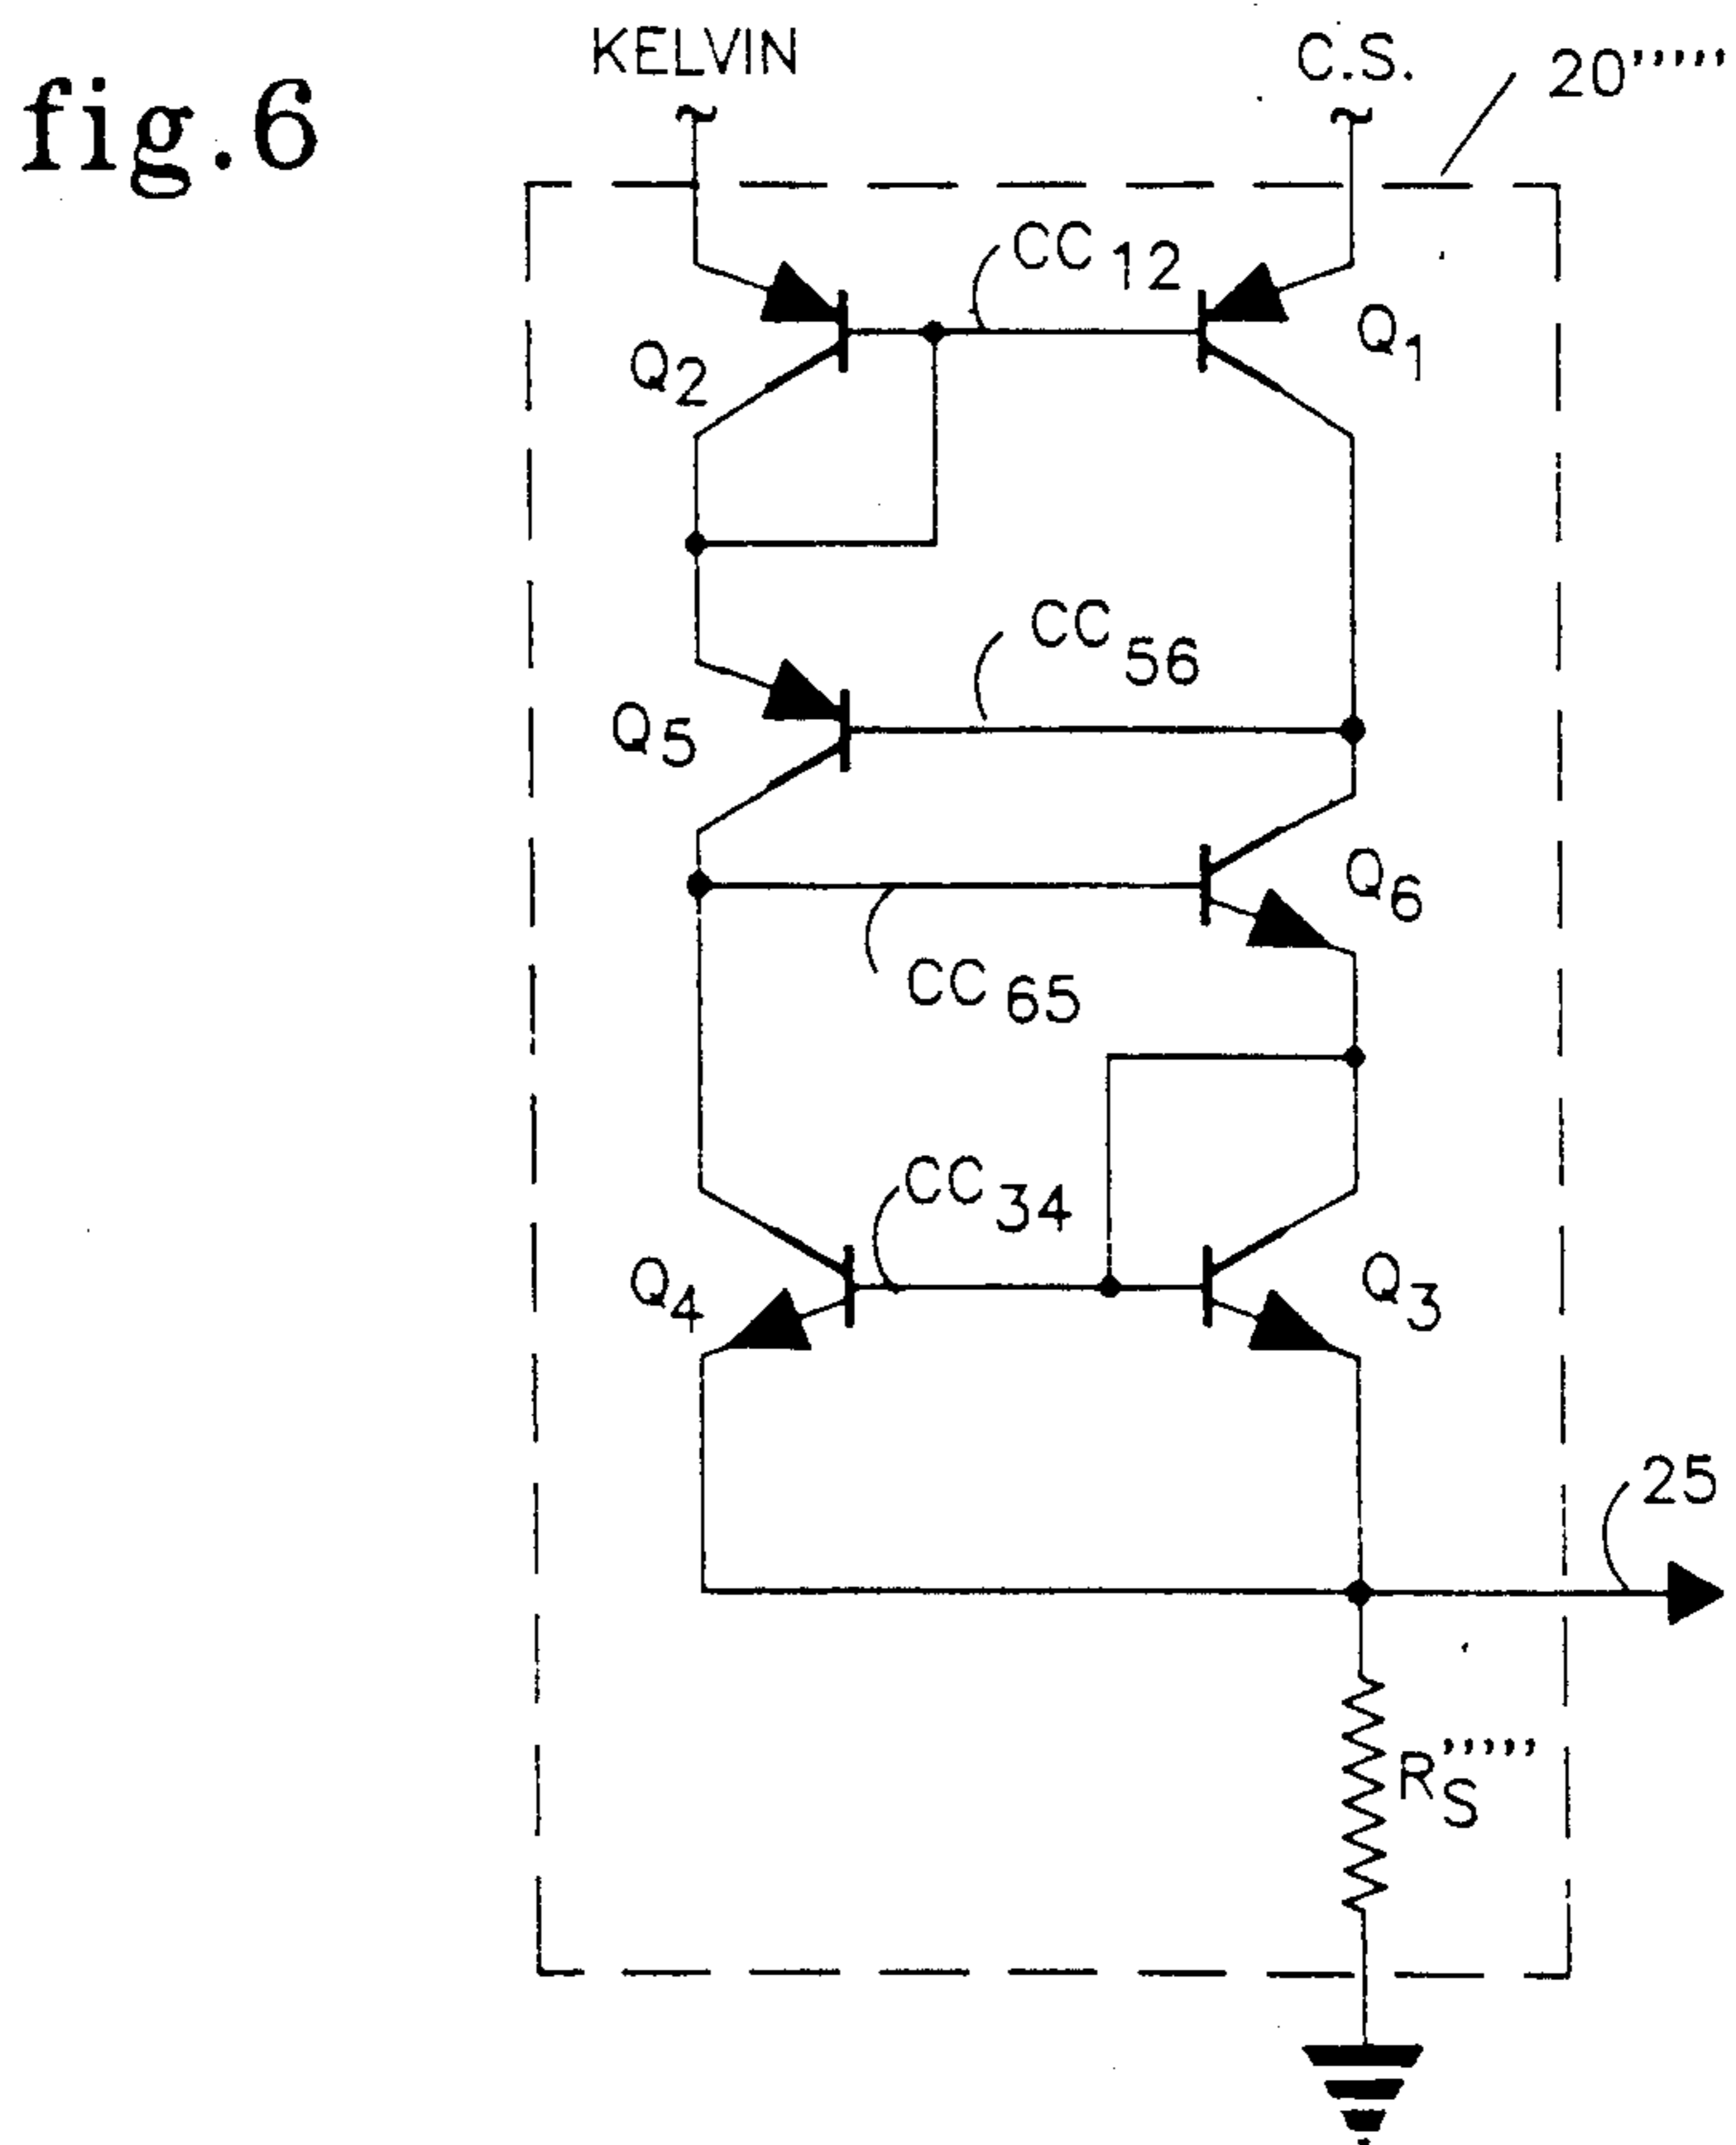 fig.6
KELVIN
C.S.
20'''''
CC12
Q2
Q1
CC56
Q5
Q6
CC65
CC34
Q4
Q3
25
RS'''''